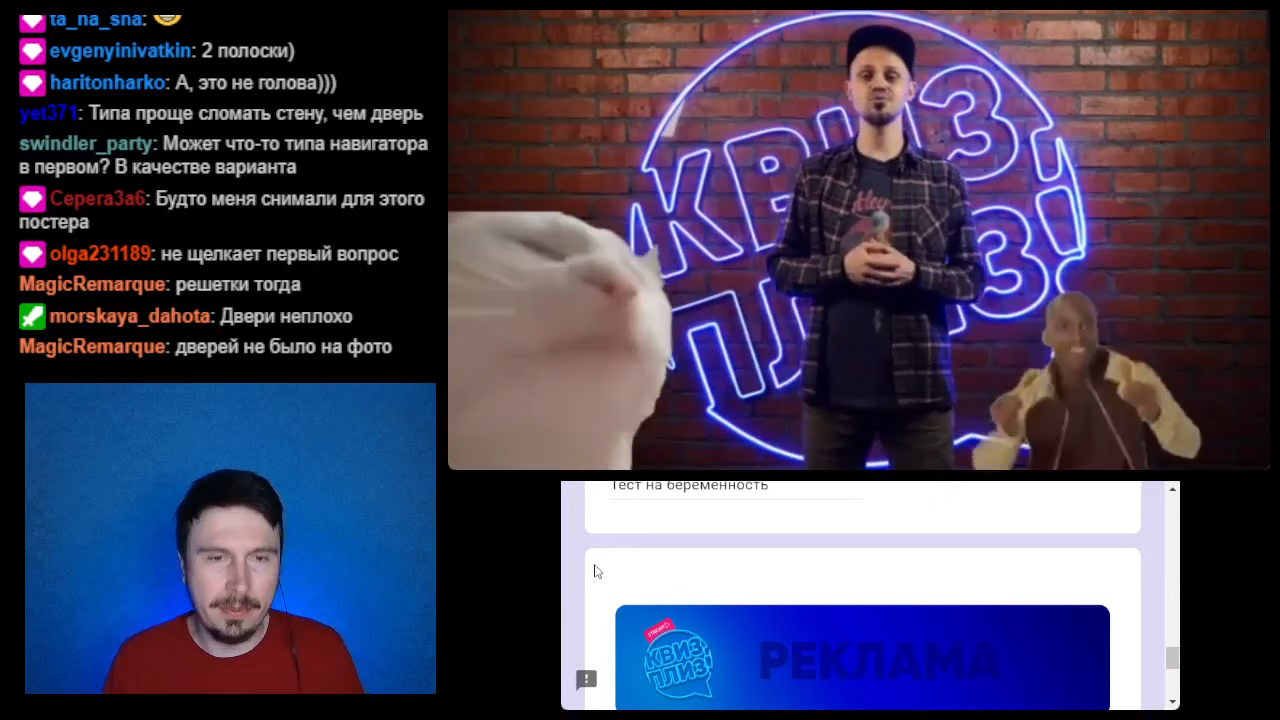 ta_na_sha:
evgenyinivatkin: 2 полоски)
haritonharko: А, это не голова)))
yet371: Типа проще сломать стену, чем дверь
swindler_party: Может что-то типа навигатора
в первом? В качестве варианта
Сереrа3а6: Будто меня снимали для этого
постера
olga231189: не щелкает первый вопрос
MagicRemarque: решетки тогда
morskaya_dahota: Двери неплохо
MagicRemarque: дверей не было на фото
КВИЗ
ПЛИЗ
Тест на беременность
КВИЗ,
ПЛИЗ!
РЕКЛАМА